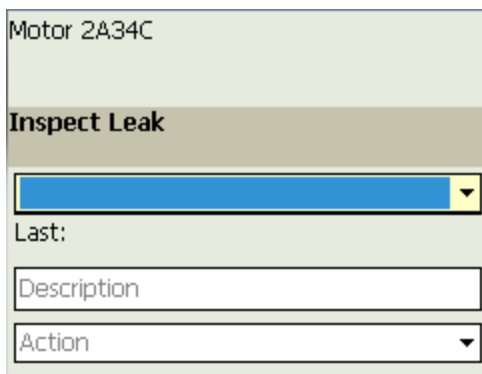 Motor 2A34C
Inspect Leak
Last:
Description
Action